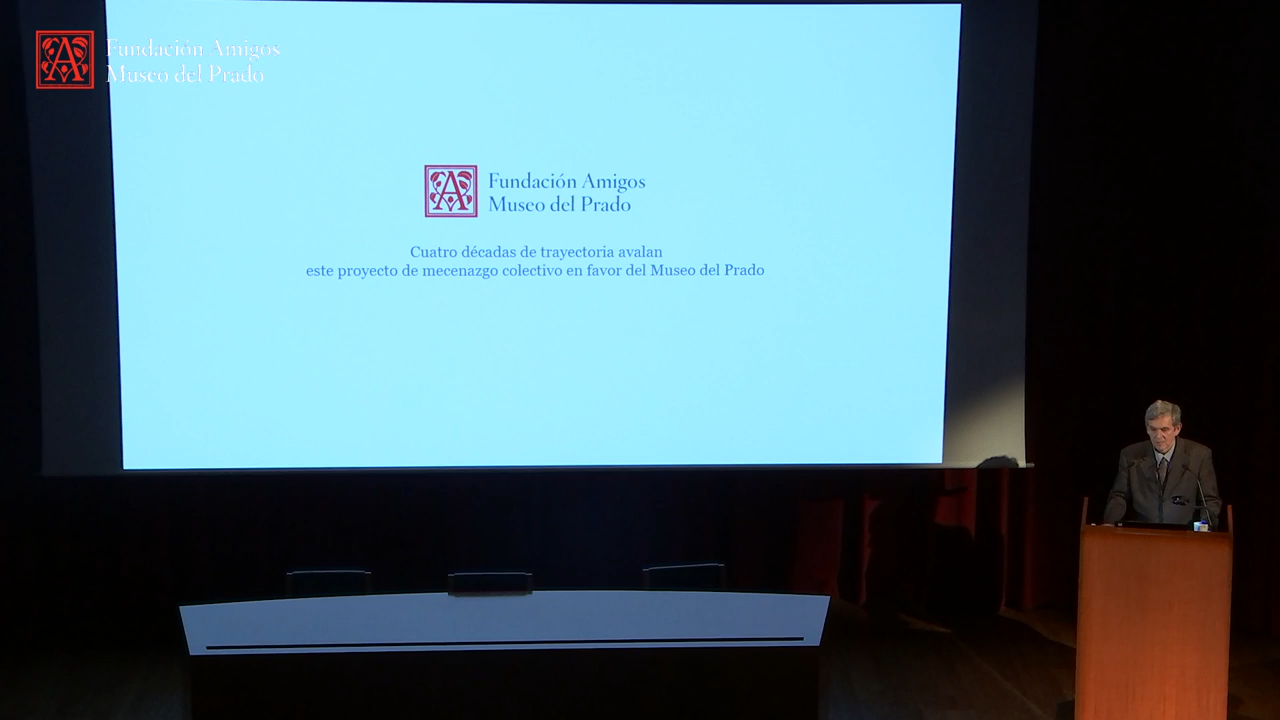 Fundación Amigos
Museo del Prado
Fundación Amigos
Museo del Prado
Cuatro décadas de trayectoria avalan
este proyecto de mecenazgo colectivo en favor del Museo del Prado